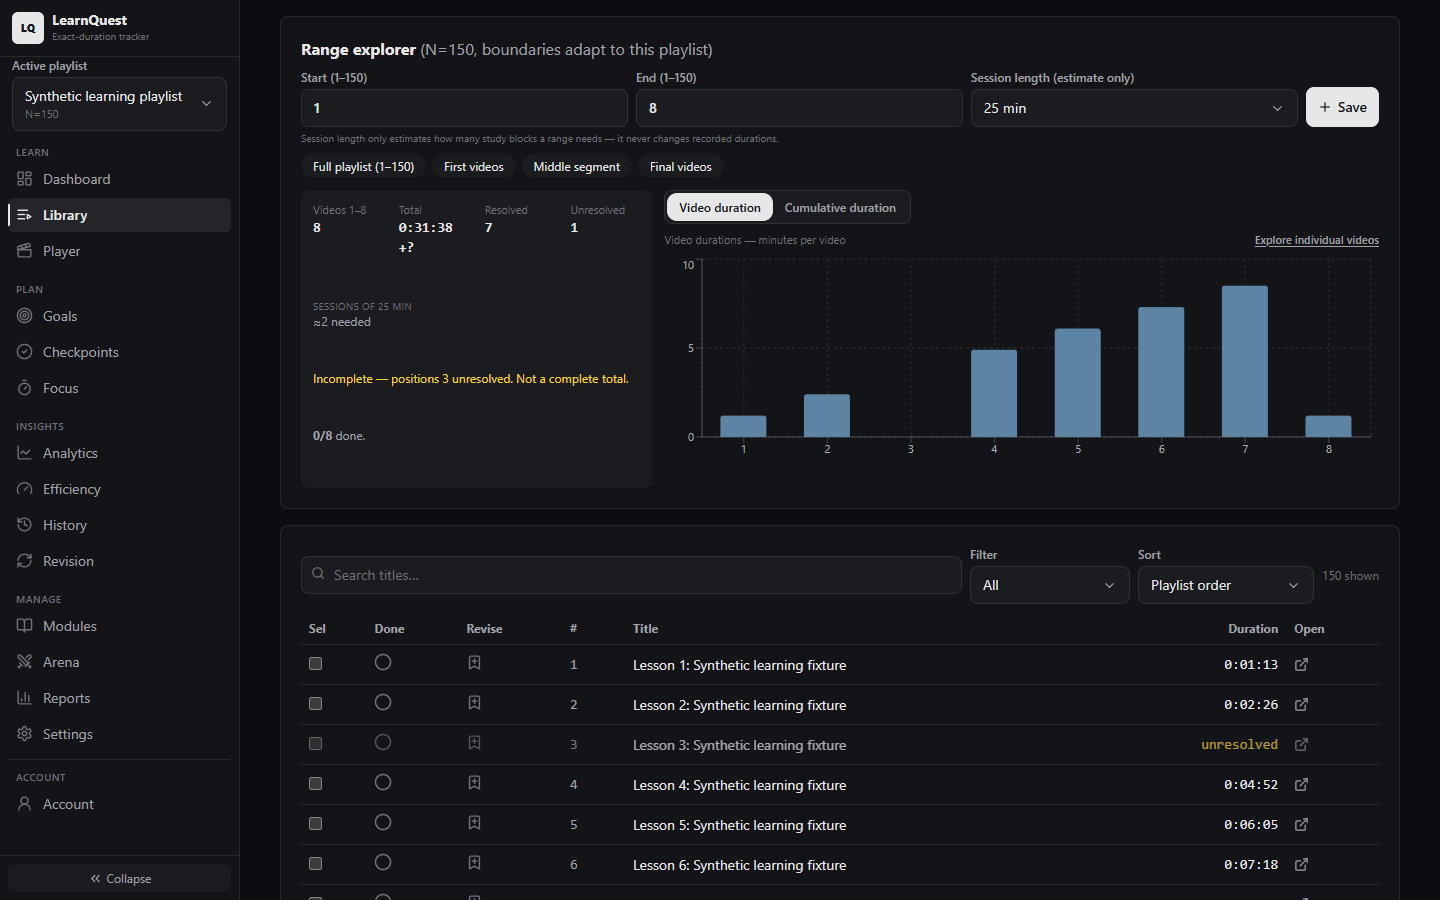 LQ
LearnQuest
Exact-duration tracker
Active playlist
Synthetic learning playlist
N=150
LEARN
Dashboard
Library
Player
PLAN
Goals
Checkpoints
Focus
INSIGHTS
Analytics
Efficiency
History
Revision
MANAGE
Modules
Arena
Reports
Settings
ACCOUNT
Account
Collapse
Range explorer (N=150, boundaries adapt to this playlist)
Start (1–150)
End (1–150)
Session length (estimate only)
1
8
25 min
Save
Session length only estimates how many study blocks a range needs — it never changes recorded durations.
Full playlist (1–150)
First videos
Middle segment
Final videos
Videos 1–8
Total
Resolved
Unresolved
8
0:31:38
+?
7
1
SESSIONS OF 25 MIN
≈2 needed
Incomplete — positions 3 unresolved. Not a complete total.
0/8 done.
Video duration
Cumulative duration
Video durations — minutes per video
Explore individual videos
10
5
0
1 2 3 4 5 6 7 8
Search titles...
Filter
All
Sort
Playlist order
150 shown
Sel Done Revise # Title Duration Open
1 Lesson 1: Synthetic learning fixture 0:01:13
2 Lesson 2: Synthetic learning fixture 0:02:26
3 Lesson 3: Synthetic learning fixture unresolved
4 Lesson 4: Synthetic learning fixture 0:04:52
5 Lesson 5: Synthetic learning fixture 0:06:05
6 Lesson 6: Synthetic learning fixture 0:07:18